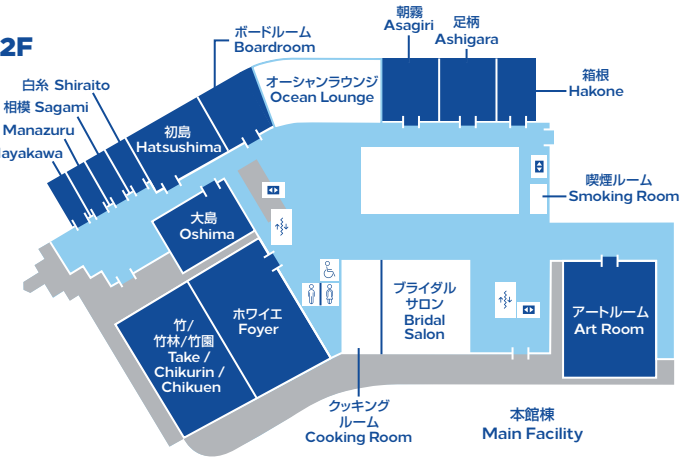 2F
ボードルーム
Boardroom
朝霧
Asagiri
足柄
Ashigara
箱根
Hakone
白糸 Shiraito
相模 Sagami
Manazuru
ayakawa
初島
Hatsushima
オーシャンラウンジ
Ocean Lounge
喫煙ルーム
Smoking Room
大島
Oshima
竹/
竹林/竹園
Take /
Chikurin /
Chikuen
ホワイエ
Foyer
ブライダル
サロン
Bridal
Salon
アートルーム
Art Room
クッキング
ルーム
Cooking Room
本館棟
Main Facility